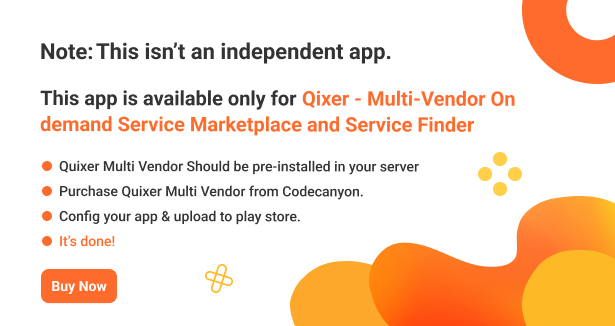 Note: This isn't an independent app.
This app is available only for Qixer - Multi-Vendor On
demand Service Marketplace and Service Finder
Quixer Multi Vendor Should be pre-installed in your server
Purchase Quixer Multi Vendor from Codecanyon.
Config your app & upload to play store.
It's done!
Buy Now